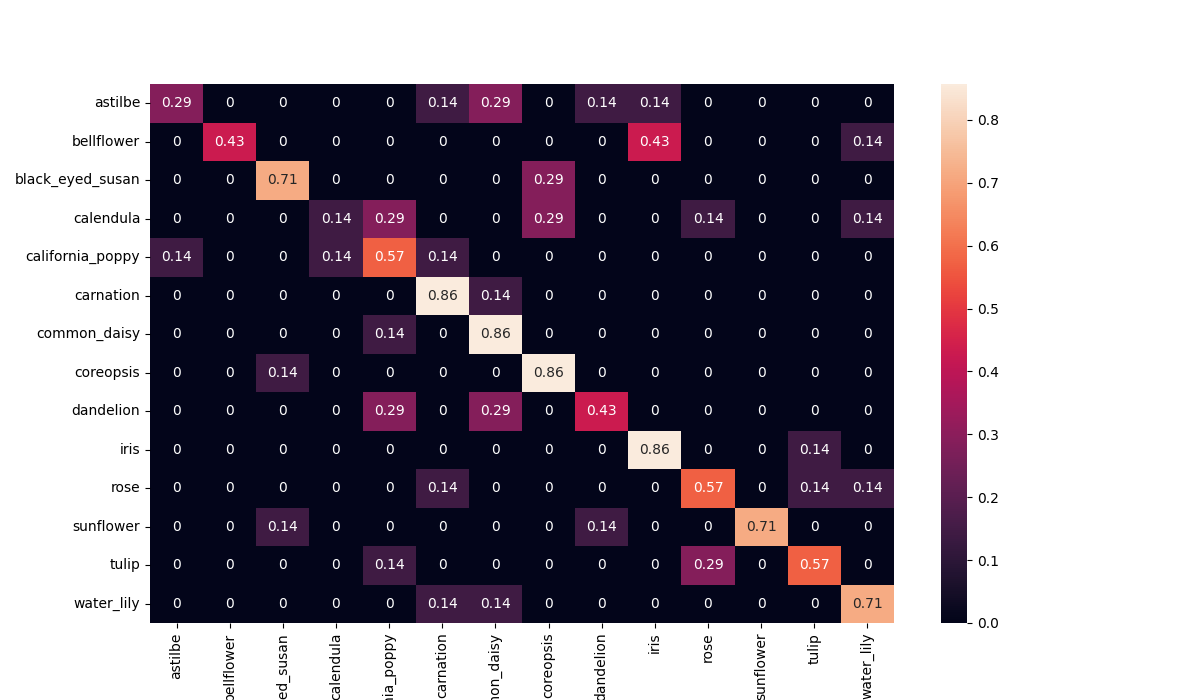 astilbe 0.29 0 0 0 0 0.14 0.29 0 0.14 0.14 0 0 0 0
bellflower 0 0.43 0 0 0 0 0 0 0 0.43 0 0 0 0.14
black_eyed_susan 0 0 0.71 0 0 0 0 0.29 0 0 0 0 0 0
calendula 0 0 0 0.14 0.29 0 0 0.29 0 0 0.14 0 0 0.14
california_poppy 0.14 0 0 0.14 0.57 0.14 0 0 0 0 0 0 0 0
carnation 0 0 0 0 0 0.86 0.14 0 0 0 0 0 0 0
common_daisy 0 0 0 0 0.14 0 0.86 0 0 0 0 0 0 0
coreopsis 0 0 0.14 0 0 0 0 0.86 0 0 0 0 0 0
dandelion 0 0 0 0 0.29 0 0.29 0 0.43 0 0 0 0 0
iris 0 0 0 0 0 0 0 0 0 0.86 0 0 0.14 0
rose 0 0 0 0 0 0.14 0 0 0 0 0.57 0 0.14 0.14
sunflower 0 0 0.14 0 0 0 0 0 0.14 0 0 0.71 0 0
tulip 0 0 0 0 0.14 0 0 0 0 0 0.29 0 0.57 0
water_lily 0 0 0 0 0 0.14 0.14 0 0 0 0 0 0 0.71
astilbe
bellflower
ed_susan
calendula
nia_poppy
carnation
non_daisy
coreopsis
dandelion
iris
rose
sunflower
tulip
water_lily
0.8
0.7
0.6
0.5
0.4
0.3
0.2
0.1
0.0